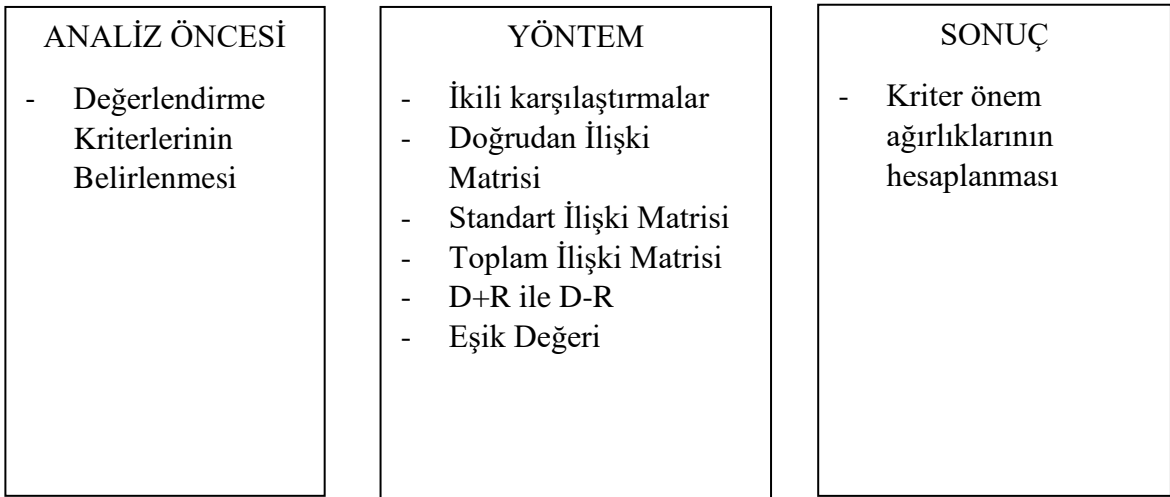 ANALİZ ÖNCESİ
- Değerlendirme
Kriterlerinin
Belirlenmesi
YÖNTEM
- İkili karşılaştırmalar
- Doğrudan İlişki
Matrisi
- Standart İlişki Matrisi
- Toplam İlişki Matrisi
- D+R ile D-R
- Eşik Değeri
SONUÇ
- Kriter önem
ağırlıklarının
hesaplanması